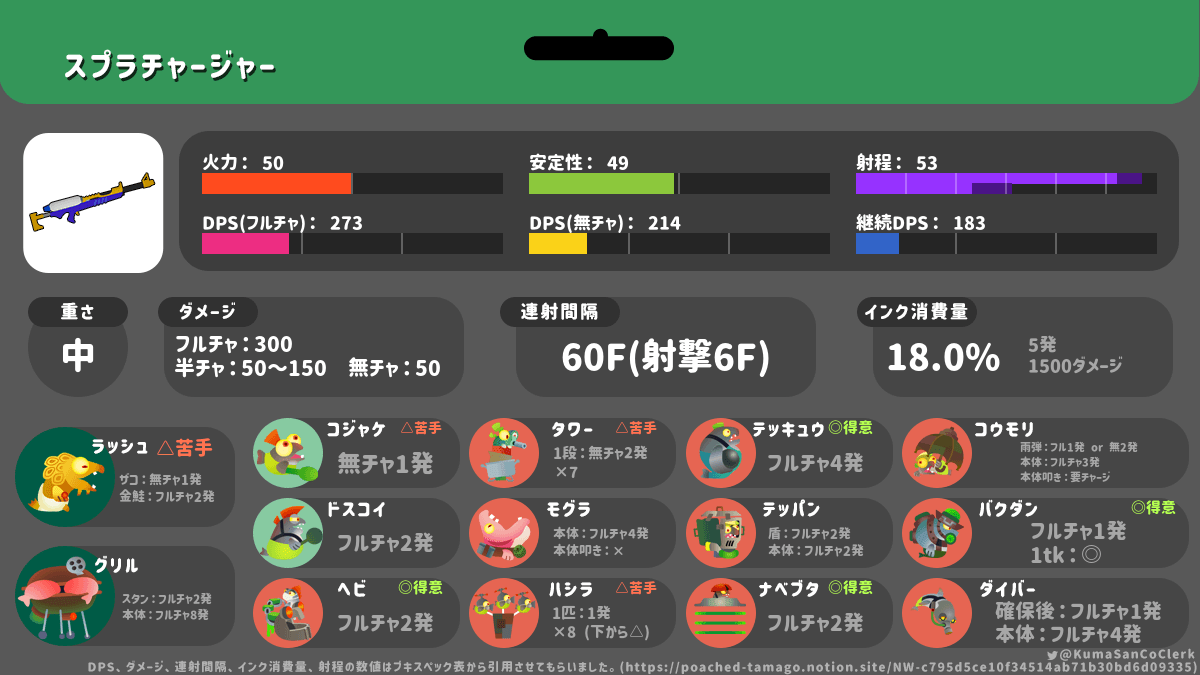 スプラチャージャー
火力： 50
安定性： 49
射程： 53
DPS(フルチャ)： 273
DPS(無チャ)： 214
継続DPS： 183
重さ
中
ダメージ
フルチャ：300
半チャ：50〜150 無チャ：50
連射間隔
60F(射撃6F)
インク消費量
18.0%
5発
1500ダメージ
ラッシュ △苦手
ザコ：無チャ1発
金鮭：フルチャ2発
グリル
スタン：フルチャ2発
本体：フルチャ8発
コジャケ △苦手
無チャ1発
タワー △苦手
1段：無チャ2発
×7
テッキュウ ◎得意
フルチャ4発
コウモリ
雨弾：フル1発 or 無2発
本体：フルチャ3発
本体叩き：要チャージ
ドスコイ
フルチャ2発
モグラ
本体：フルチャ4発
本体叩き：×
テッパン
盾：フルチャ2発
本体：フルチャ2発
バクダン ◎得意
フルチャ1発
1tk：◎
ヘビ ◎得意
フルチャ2発
ハシラ △苦手
1匹：1発
×8 (下から△)
ナベブタ ◎得意
フルチャ2発
ダイバー
確保後：フルチャ1発
本体：フルチャ4発
@KumaSanCoClerk
DPS、ダメージ、連射間隔、インク消費量、射程の数値はブキスペック表から引用させてもらいました。(https://poached-tamago.notion.site/NW-c795d5ce10f34514ab71b30bd6d09335)